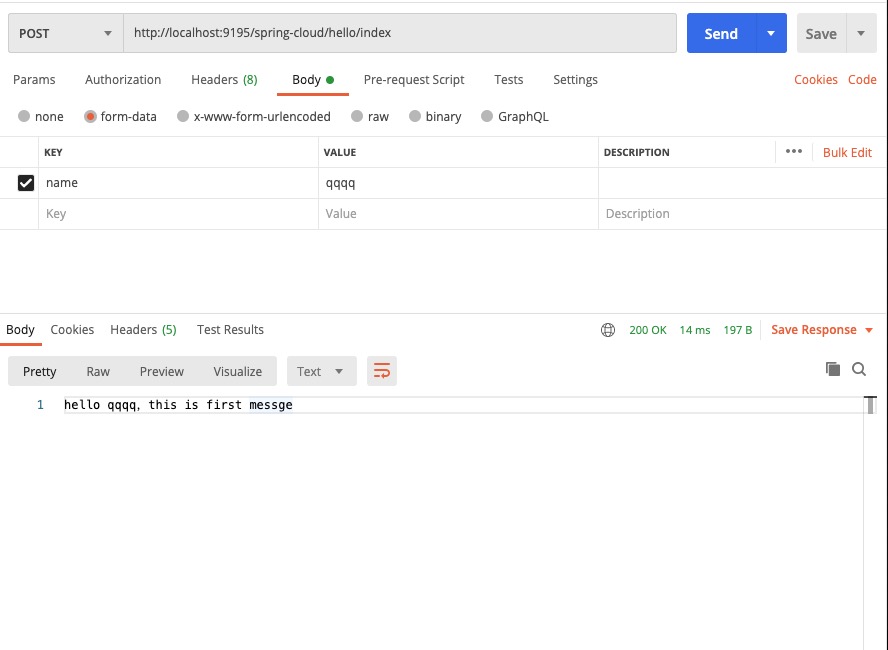 POST http://localhost:9195/spring-cloud/hello/index Send Save
Params Authorization Headers (8) Body Pre-request Script Tests Settings Cookies Code
none form-data x-www-form-urlencoded raw binary GraphQL
KEY VALUE DESCRIPTION ••• Bulk Edit
name qqqq
Key Value Description
Body Cookies Headers (5) Test Results 200 OK 14 ms 197 B Save Response
Pretty Raw Preview Visualize Text
1 hello qqqq, this is first messge